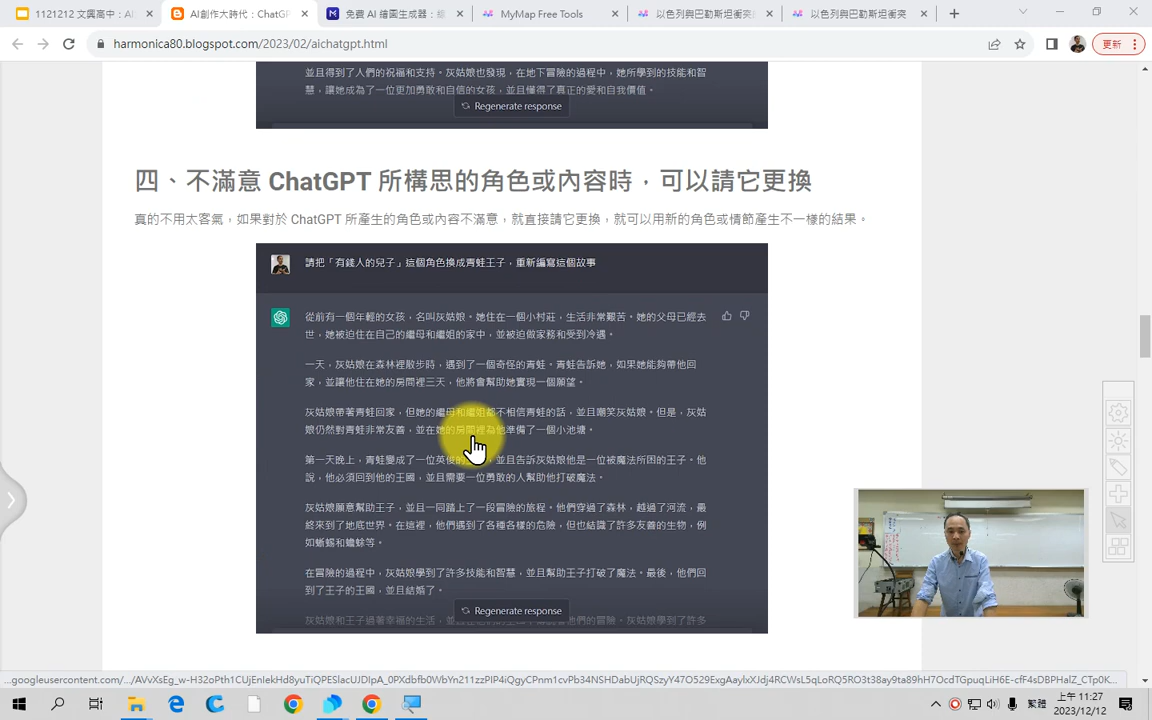 1121212 文興高中：AI
AI創作大時代：ChatGP
免費 AI 繪圖生成器：
MyMap Free Tools
以色列與巴勒斯坦衝突
以色列與巴勒斯坦衝突
harmonica80.blogspot.com/2023/02/aichatgpt.html
更新
並且得到了人們的祝福和支持。灰姑娘也發現，在地下冒險的過程中，她所學到的技能和智
慧，讓她成為了一位更加勇敢和自信的女孩，並且懂得了真正的愛和自我價值。
Regenerate response
四、不滿意 ChatGPT 所構思的角色或內容時，可以請它更換
真的不用太客氣，如果對於 ChatGPT 所產生的角色或內容不滿意，就直接請它更換，就可以用新的角色或情節產生不一樣的結果。
請把「有錢人的兒子」這個角色換成青蛙王子，重新編寫這個故事
從前有一個年輕的女孩，名叫灰姑娘。她住在一個小村莊，生活非常艱苦。她的父母已經去
世，她被迫住在自己的繼母和繼姐的家中，並被迫做家務和受到冷遇。
一天，灰姑娘在森林裡散步時，遇到了一個奇怪的青蛙。青蛙告訴她，如果她能夠帶他回
家，並讓他住在她的房間裡三天，他將會幫助她實現一個願望。
灰姑娘帶著青蛙回家，但她的繼母和繼姐都不相信青蛙的話，並且嘲笑灰姑娘。但是，灰姑
娘仍然對青蛙非常友善，並在她的房間裡為他準備了一個小池塘。
第一天晚上，青蛙變成了一位英俊的 並且告訴灰姑娘他是一位被魔法所困的王子。他
說，他必須回到他的王國，並且需要一位勇敢的人幫助他打破魔法。
灰姑娘願意幫助王子，並且一同踏上了一段冒險的旅程。他們穿過了森林，越過了河流，最
終來到了地底世界。在這裡，他們遇到了各種各樣的危險，但也結識了許多友善的生物，例
如蜥蜴和蟾蜍等。
在冒險的過程中，灰姑娘學到了許多技能和智慧，並且幫助王子打破了魔法。最後，他們回
到了王子的王國，並且結婚了。
Regenerate response
灰姑娘和王子過著幸福的生活，並 的冒險。灰姑娘學到了許多
繁體
上午 11:27
2023/12/12